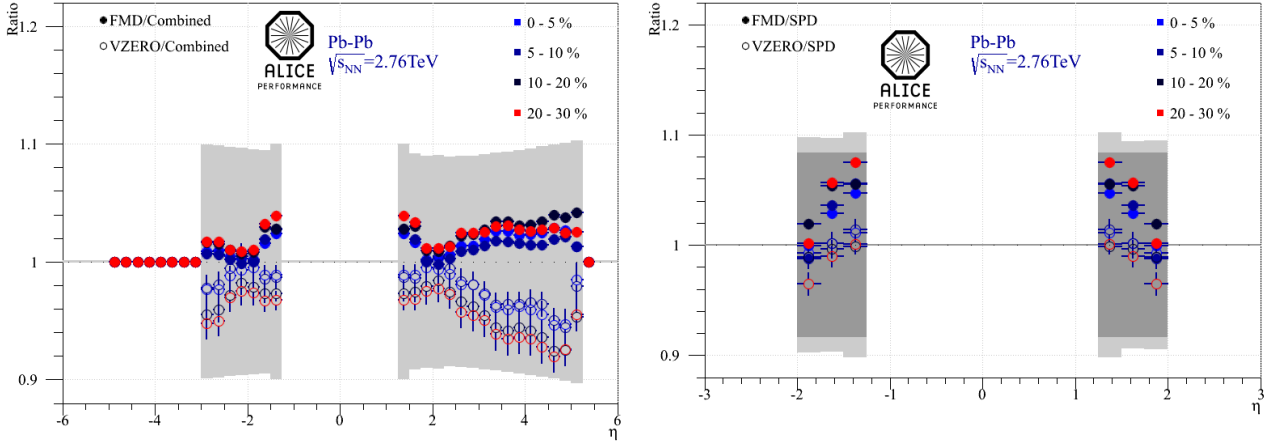 Ratio
1.2
1.1
1
0.9
FMD/Combined
VZERO/Combined
ALICE
PERFORMANCE
Pb-Pb
√sNN=2.76TeV
0 - 5 %
5 - 10 %
10 - 20 %
20 - 30 %
-6
-4
-2
0
2
4
6
η
Ratio
1.2
1.1
1
0.9
FMD/SPD
VZERO/SPD
ALICE
PERFORMANCE
Pb-Pb
√sNN=2.76TeV
0 - 5 %
5 - 10 %
10 - 20 %
20 - 30 %
-3
-2
-1
0
1
2
3
η